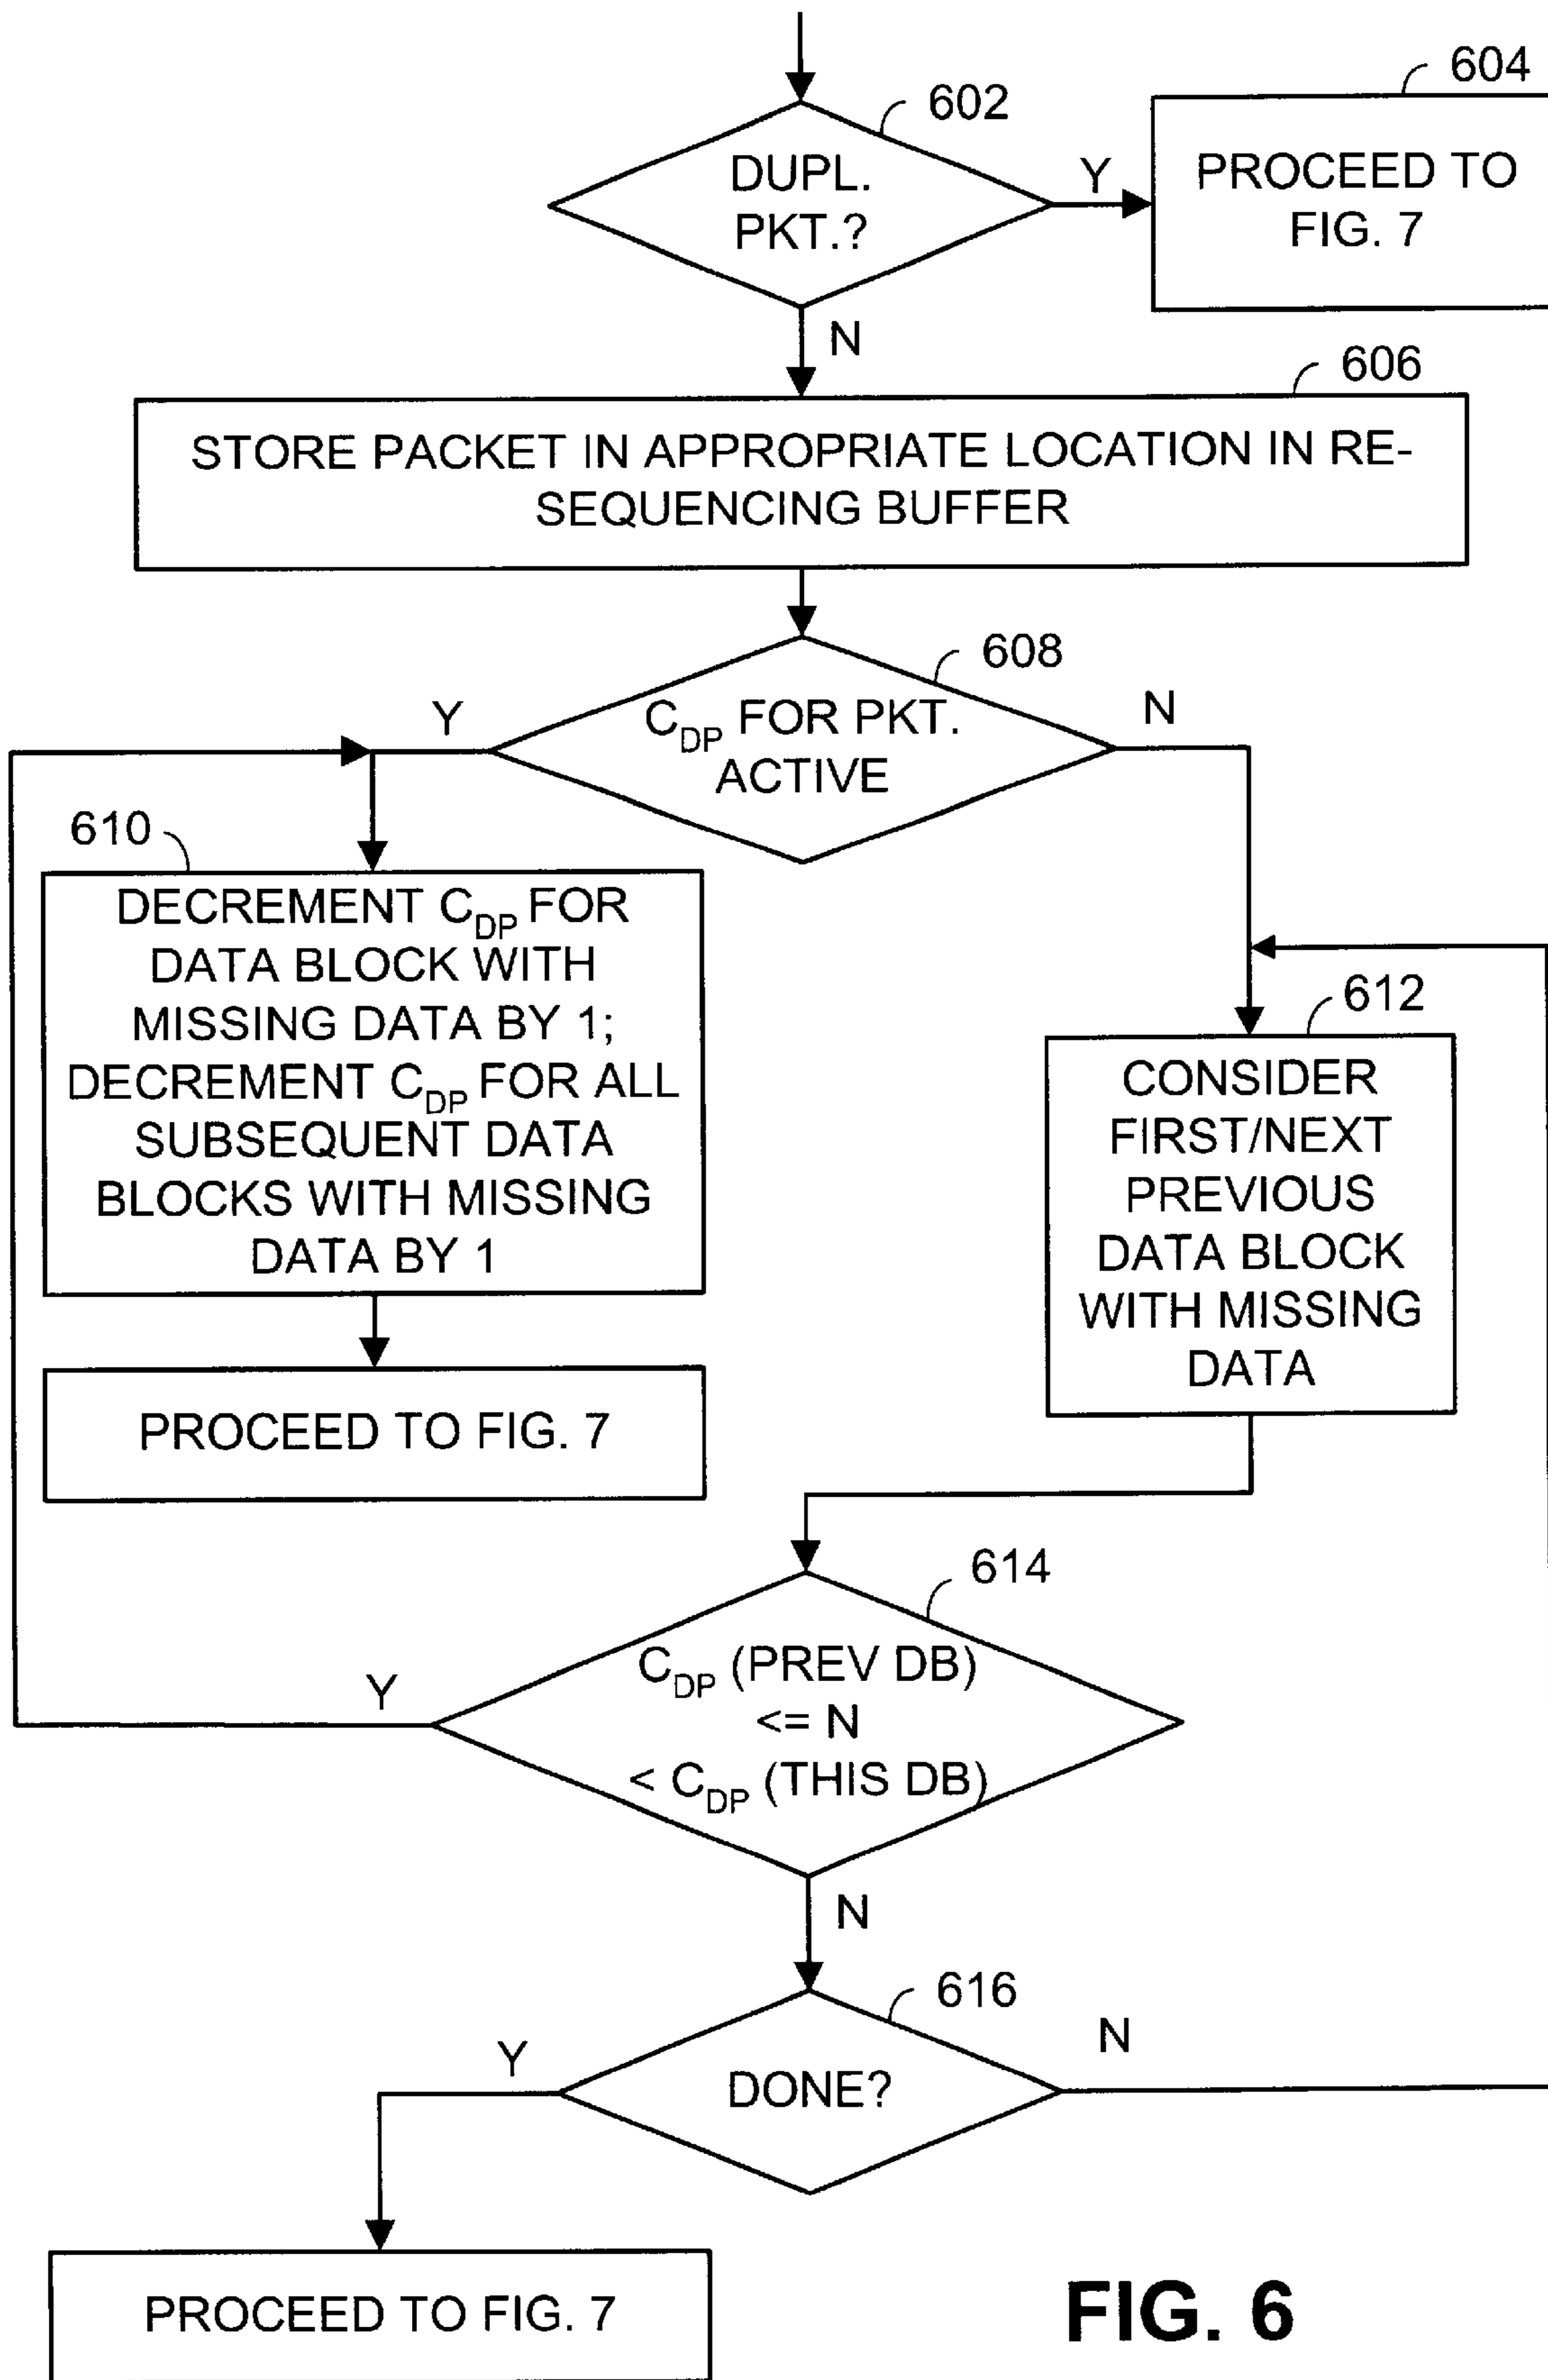 602
DUPL.
PKT.?
Y
604
PROCEED TO
FIG. 7
N
606
STORE PACKET IN APPROPRIATE LOCATION IN RE-
SEQUENCING BUFFER
608
Y
C_DP FOR PKT.
ACTIVE
N
610
DECREMENT C_DP FOR
DATA BLOCK WITH
MISSING DATA BY 1;
DECREMENT C_DP FOR ALL
SUBSEQUENT DATA
BLOCKS WITH MISSING
DATA BY 1
PROCEED TO FIG. 7
612
CONSIDER
FIRST/NEXT
PREVIOUS
DATA BLOCK
WITH MISSING
DATA
614
Y
C_DP (PREV DB)
<= N
< C_DP (THIS DB)
N
616
Y
DONE?
N
PROCEED TO FIG. 7
FIG. 6